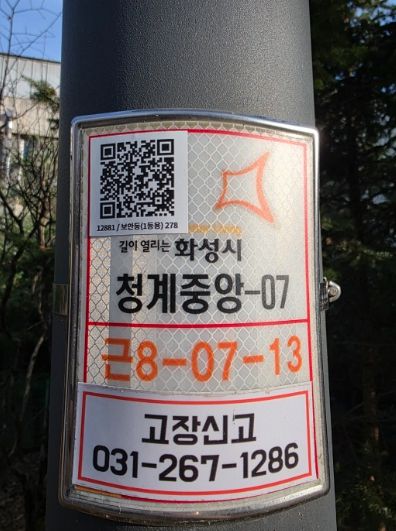 12881 / 보안등(1등용) 278
길이 열리는 화성시
청계중앙-07
근8-07-13
고장신고
031-267-1286